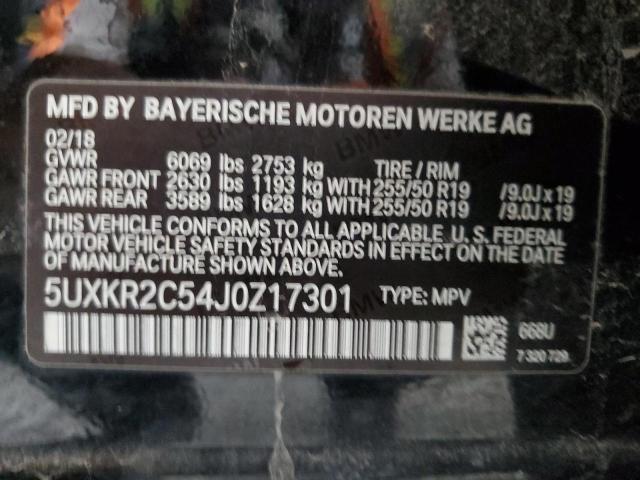 MFD BY BAYERISCHE MOTOREN WERKE AG
02/18
GVWR 6069 lbs 2753 kg TIRE / RIM
GAWR FRONT 2630 lbs 1193 kg WITH 255/50 R19 /9.0J x 19
GAWR REAR 3589 lbs 1628 kg WITH 255/50 R19 /9.0J x 19
THIS VEHICLE CONFORMS TO ALL APPLICABLE U. S. FEDERAL
MOTOR VEHICLE SAFETY STANDARDS IN EFFECT ON THE DATE
OF MANUFACTURE SHOWN ABOVE.
5UXKR2C54J0Z17301 TYPE: MPV
668U
7 320 729